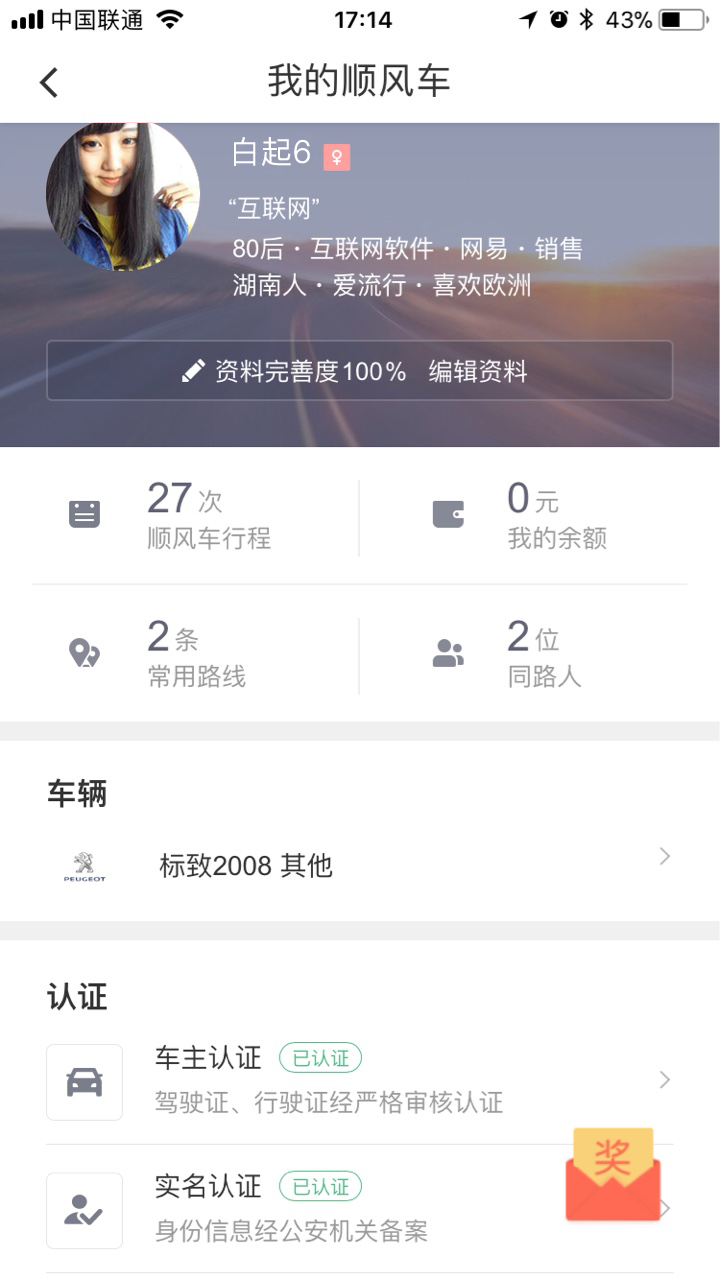 中国联通 17:14 43%
我的顺风车
白起6
“互联网”
80后·互联网软件·网易·销售
湖南人·爱流行·喜欢欧洲
资料完善度100% 编辑资料
27次 0元
顺风车行程 我的余额
2条 2位
常用路线 同路人
车辆
PEUGEOT 标致2008 其他
认证
车主认证 已认证
驾驶证、行驶证经严格审核认证
奖
实名认证 已认证
身份信息经公安机关备案